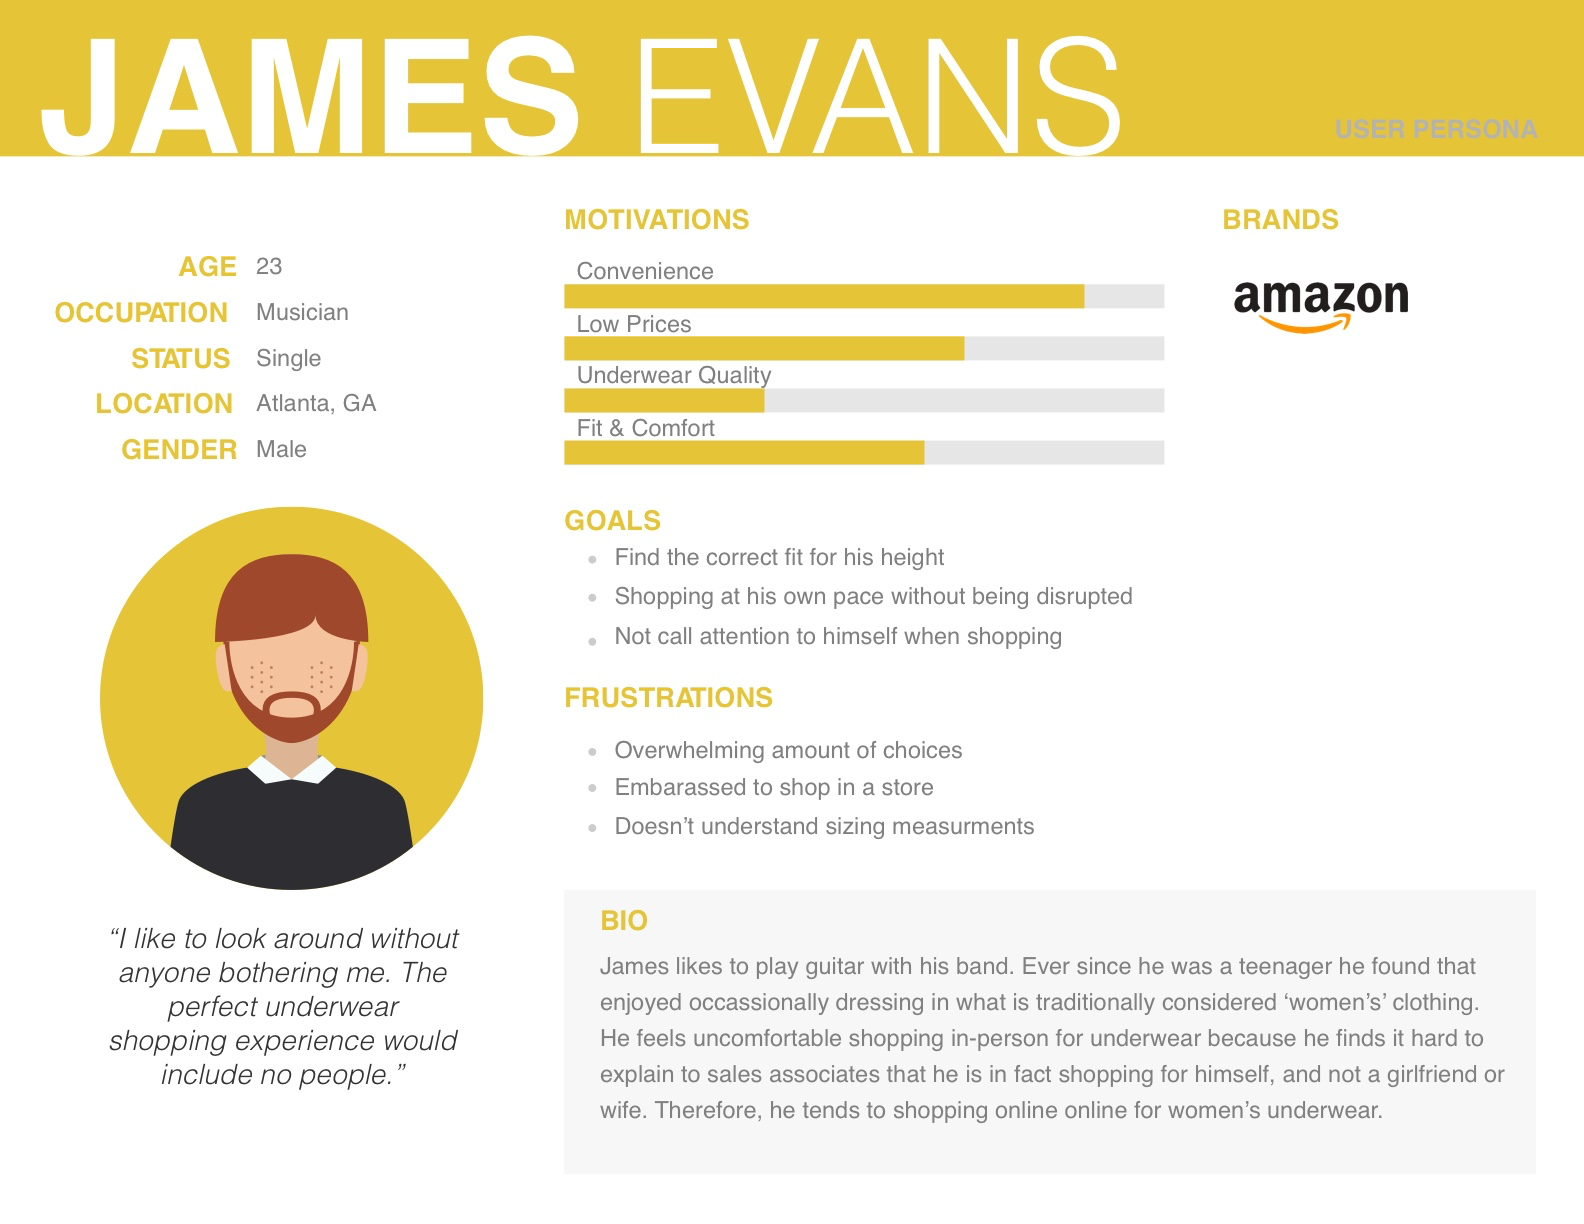 JAMES EVANS
USER PERSONA
AGE 23
OCCUPATION Musician
STATUS Single
LOCATION Atlanta, GA
GENDER Male
“I like to look around without
anyone bothering me. The
perfect underwear
shopping experience would
include no people.”
MOTIVATIONS
Convenience
Low Prices
Underwear Quality
Fit & Comfort
BRANDS
amazon
GOALS
Find the correct fit for his height
Shopping at his own pace without being disrupted
Not call attention to himself when shopping
FRUSTRATIONS
Overwhelming amount of choices
Embarassed to shop in a store
Doesn’t understand sizing measurments
BIO
James likes to play guitar with his band. Ever since he was a teenager he found that
enjoyed occassionally dressing in what is traditionally considered ‘women’s’ clothing.
He feels uncomfortable shopping in-person for underwear because he finds it hard to
explain to sales associates that he is in fact shopping for himself, and not a girlfriend or
wife. Therefore, he tends to shopping online online for women’s underwear.